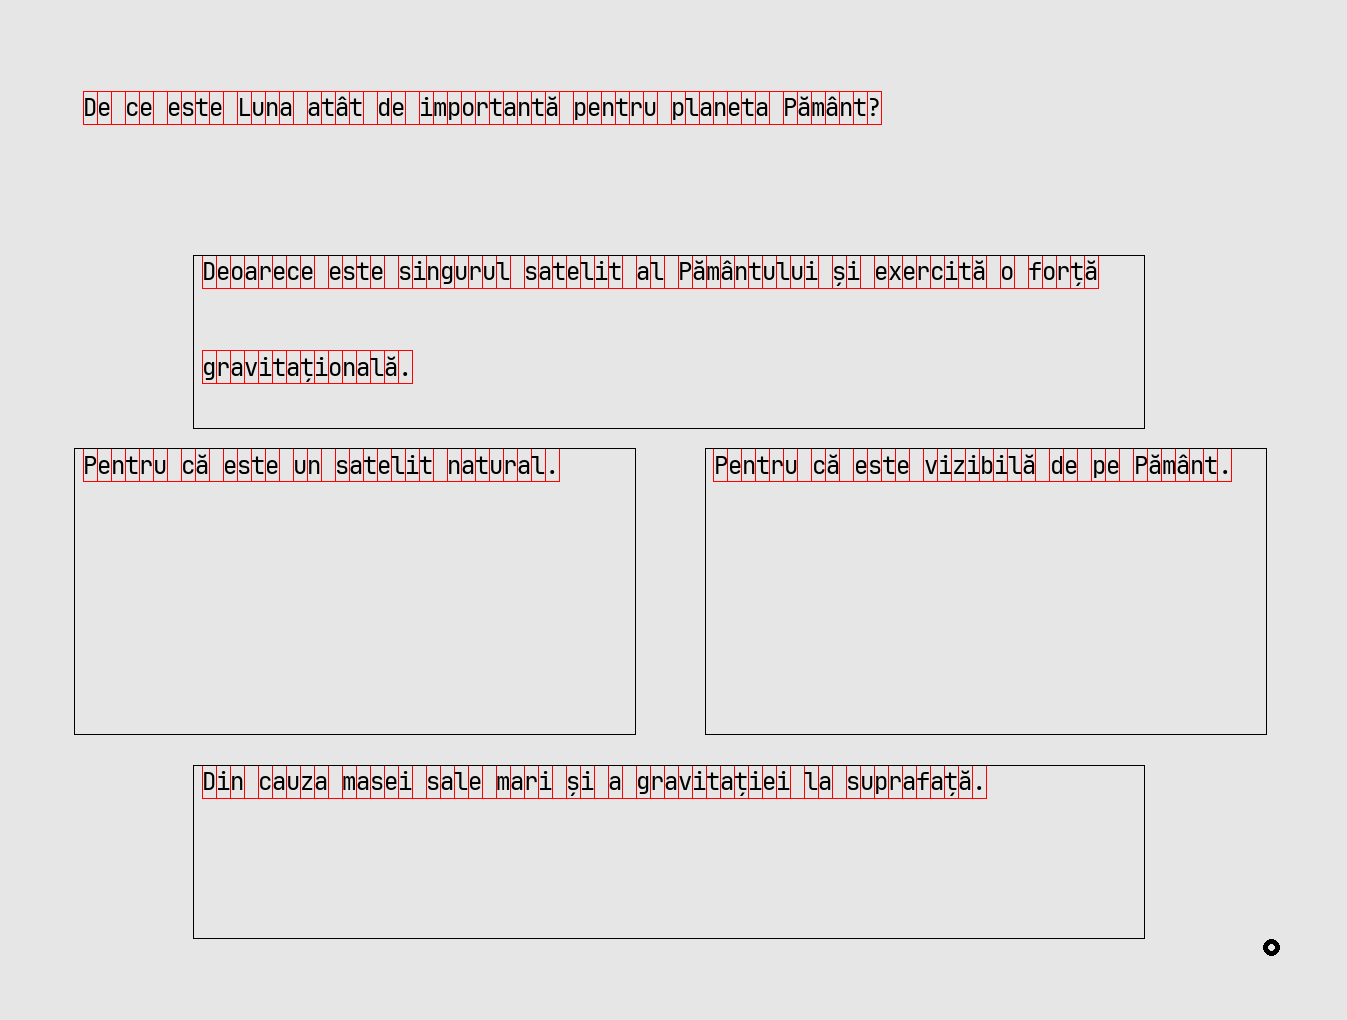 De ce este Luna atât de importantă pentru planeta Pământ?
Deoarece este singurul satelit al Pământului și exercită o forță
gravitațională.
Pentru că este un satelit natural.
Pentru că este vizibilă de pe Pământ.
Din cauza masei sale mari și a gravitației la suprafață.